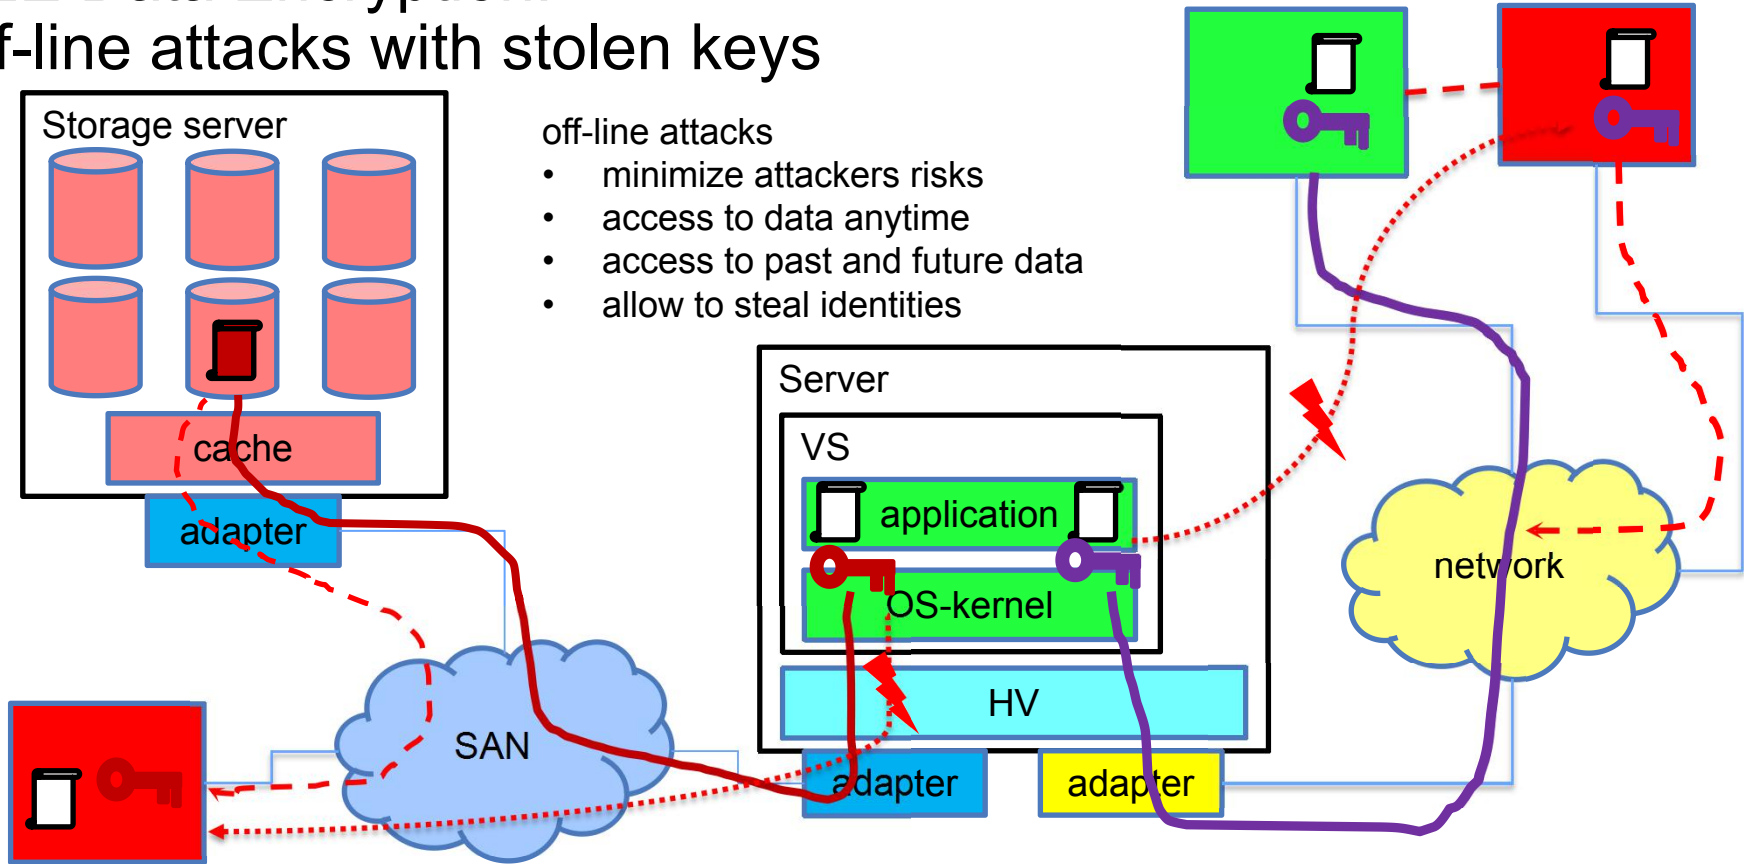 Data Encryption:
f-line attacks with stolen keys
Storage server
off-line attacks
• minimize attackers risks
• access to data anytime
• access to past and future data
• allow to steal identities
Server
VS
cache
application
adapter
network
OS-kernel
HV
SAN
adapter
adapter